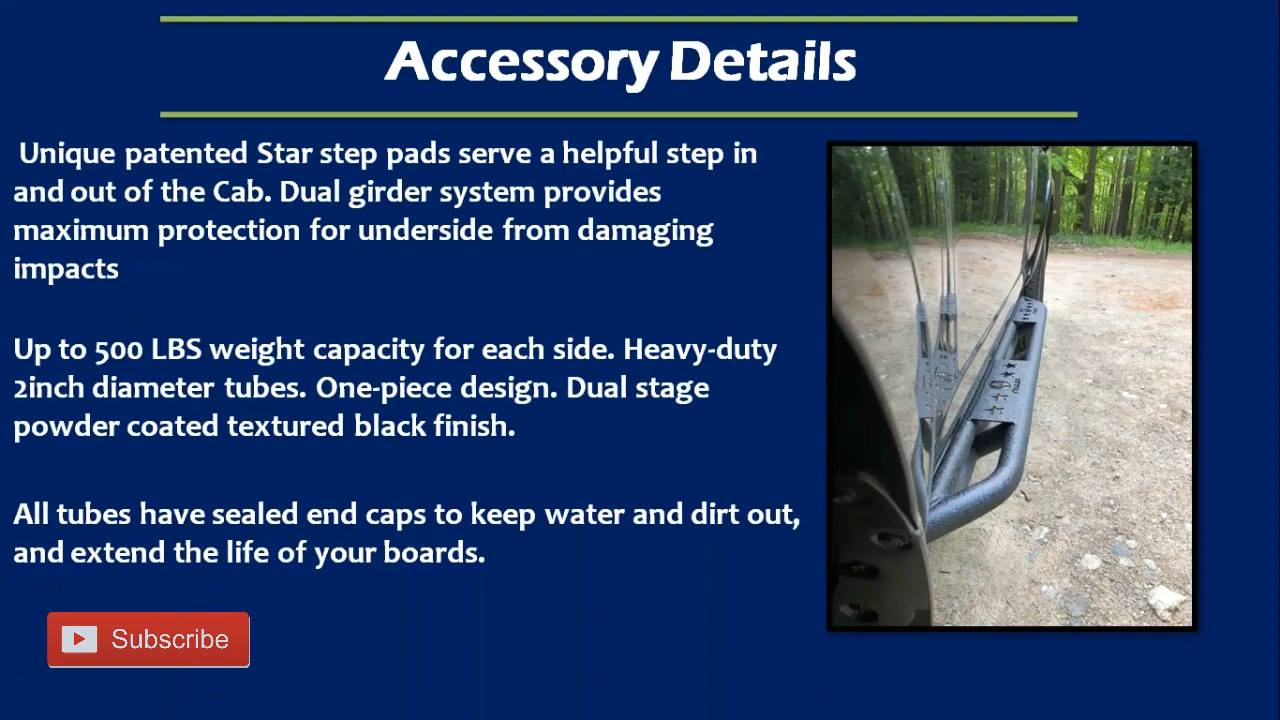 Accessory Details
Unique patented Star step pads serve a helpful step in
and out of the Cab. Dual girder system provides
maximum protection for underside from damaging
impacts
Up to 500 LBS weight capacity for each side. Heavy-duty
2inch diameter tubes. One-piece design. Dual stage
powder coated textured black finish.
All tubes have sealed end caps to keep water and dirt out,
and extend the life of your boards.
Subscribe